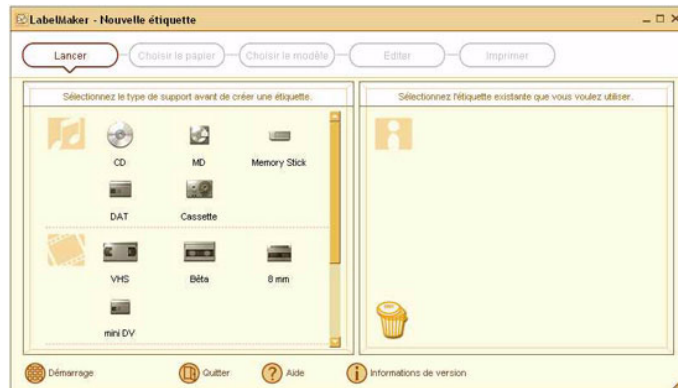 LabelMaker - Nouvelle étiquette
Lancer
Choisir le papier
Choisir le modèle
Editer
Imprimer
Sélectionnez le type de support avant de créer une étiquette.
CD
MD
Memory Stick
DAT
Cassette
VHS
Bêta
8 mm
mini DV
Sélectionnez l'étiquette existante que vous voulez utiliser.
Démarrage
Quitter
Aide
Informations de version